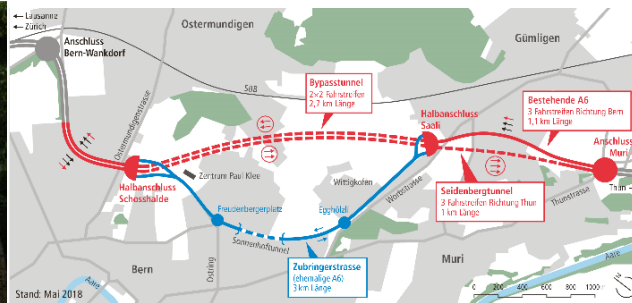 ← Lausanne
← Zürich
Anschluss
Bern-Wankdorf
Ostermundigen
Gümligen
Ostermundigenstrasse
SBB
Bypasstunnel
2×2 Fahrstreifen
2,7 km Länge
Halbanschluss
Saali
Bestehende A6
3 Fahrstreifen Richtung Bern
1,1 km Länge
Anschluss
Muri
Thun →
Halbanschluss
Schosshalde
Zentrum Paul Klee
Wittigkofen
Worbstrasse
Seidenbergtunnel
3 Fahrstreifen Richtung Thun
1 km Länge
Thunstrasse
Freudenbergerplatz
Egghölzli
Sonnenhoftunnel
Ostring
Bern
Muri
Zubringerstrasse
(ehemalige A6)
3 km Länge
Aare
Aare
Stand: Mai 2018
0 200 400 600 800 1000m